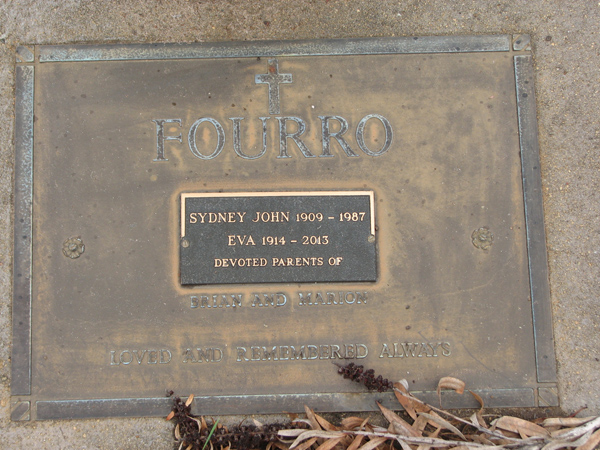 FOURRO
SYDNEY JOHN 1909 - 1987
EVA 1914 - 2013
DEVOTED PARENTS OF
BRIAN AND MARION
LOVED AND REMEMBERED ALWAYS